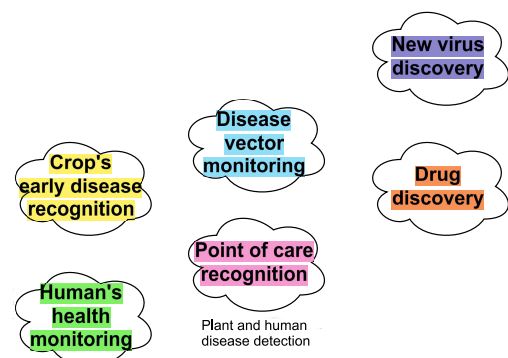 New virus
discovery
Disease
vector
monitoring
Crop's
early disease
recognition
Drug
discovery
Point of care
recognition
Human's
health
monitoring
Plant and human
disease detection